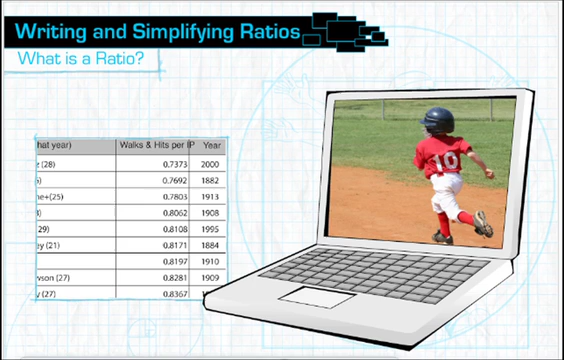 Writing and Simplifying Ratios
What is a Ratio?
hat year) Walks & Hits per IP Year
(28) 0.7373 2000
) 0.7692 1882
ne+(25) 0.7803 1913
) 0.8062 1908
29) 0.8108 1995
y (21) 0.8171 1884
0.8197 1910
wson (27) 0.8281 1909
(27) 0.8367
10